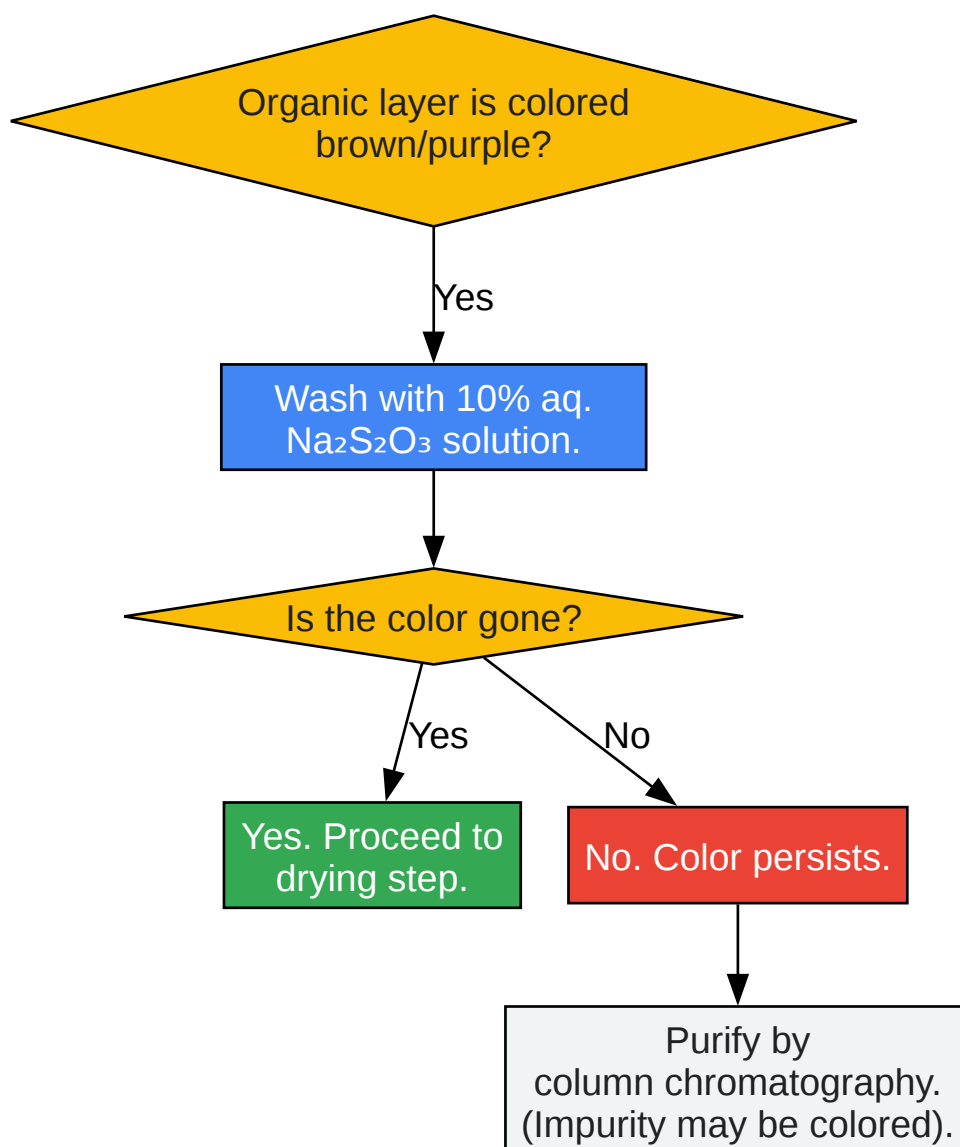 Organic layer is colored
brown/purple?
Yes
Wash with 10% aq.
Na₂S₂O₃ solution.
Is the color gone?
Yes
No
Yes. Proceed to
drying step.
No. Color persists.
Purify by
column chromatography.
(Impurity may be colored).